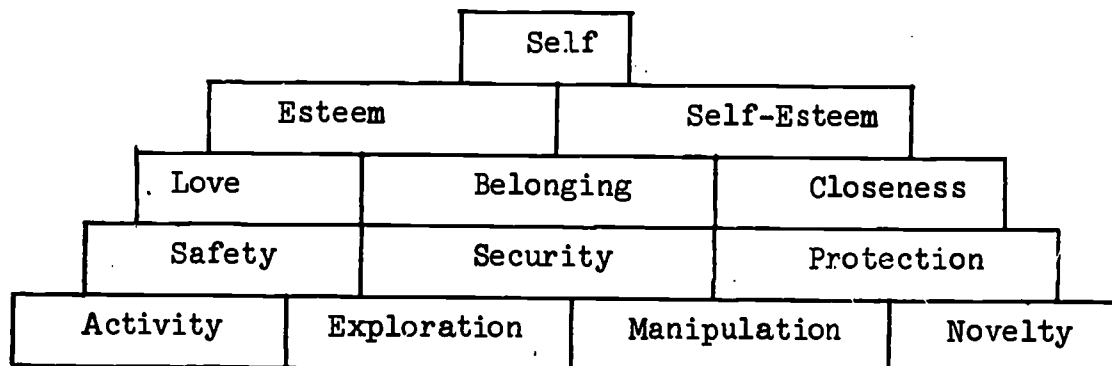 Self
Esteem Self-Esteem
Love Belonging Closeness
Safety Security Protection
Activity Exploration Manipulation Novelty